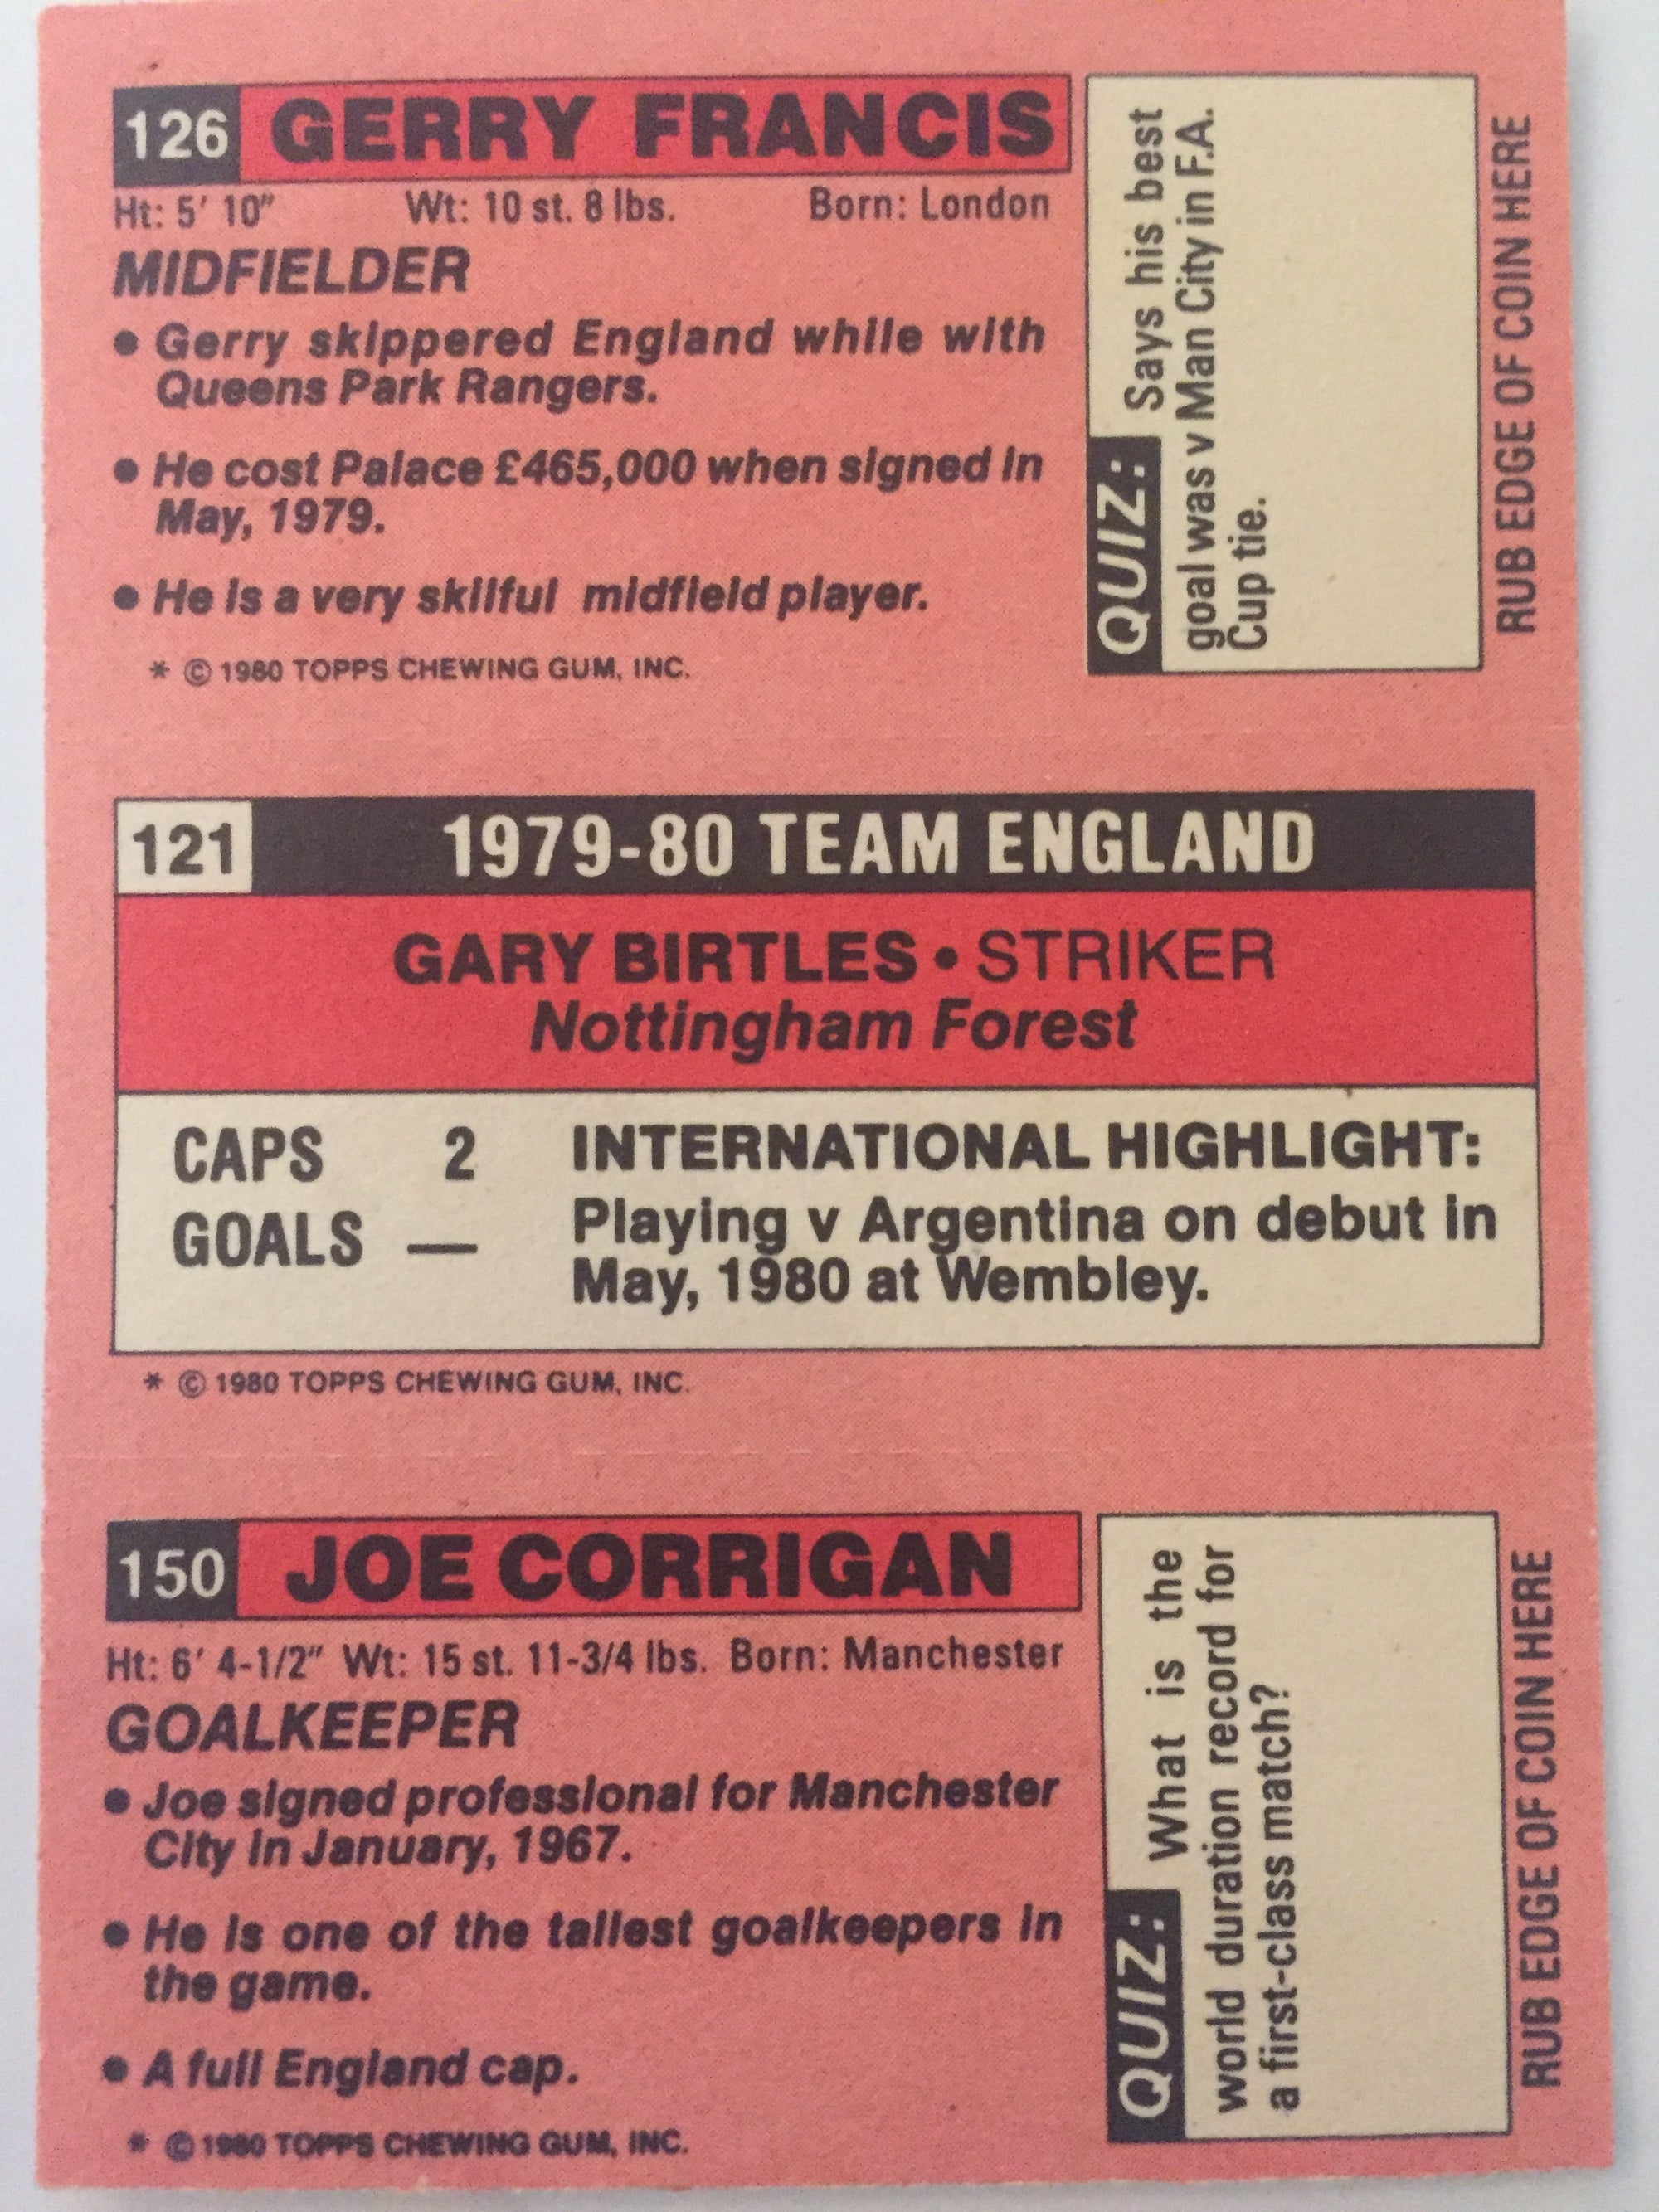 126 GERRY FRANCIS
Ht: 5' 10" Wt: 10 st. 8 lbs. Born: London
MIDFIELDER
• Gerry skippered England while with
Queens Park Rangers.
• He cost Palace £465,000 when signed in
May, 1979.
• He is a very skilful midfield player.
* © 1980 TOPPS CHEWING GUM, INC.
QUIZ: Says his best
goal was v Man City in F.A.
Cup tie.
RUB EDGE OF COIN HERE
121 1979-80 TEAM ENGLAND
GARY BIRTLES • STRIKER
Nottingham Forest
CAPS 2
GOALS —
INTERNATIONAL HIGHLIGHT:
Playing v Argentina on debut in
May, 1980 at Wembley.
* © 1980 TOPPS CHEWING GUM, INC.
150 JOE CORRIGAN
Ht: 6' 4-1/2" Wt: 15 st. 11-3/4 lbs. Born: Manchester
GOALKEEPER
• Joe signed professional for Manchester
City in January, 1967.
• He is one of the tallest goalkeepers in
the game.
• A full England cap.
* © 1980 TOPPS CHEWING GUM, INC.
QUIZ: What is the
world duration record for
a first-class match?
RUB EDGE OF COIN HERE